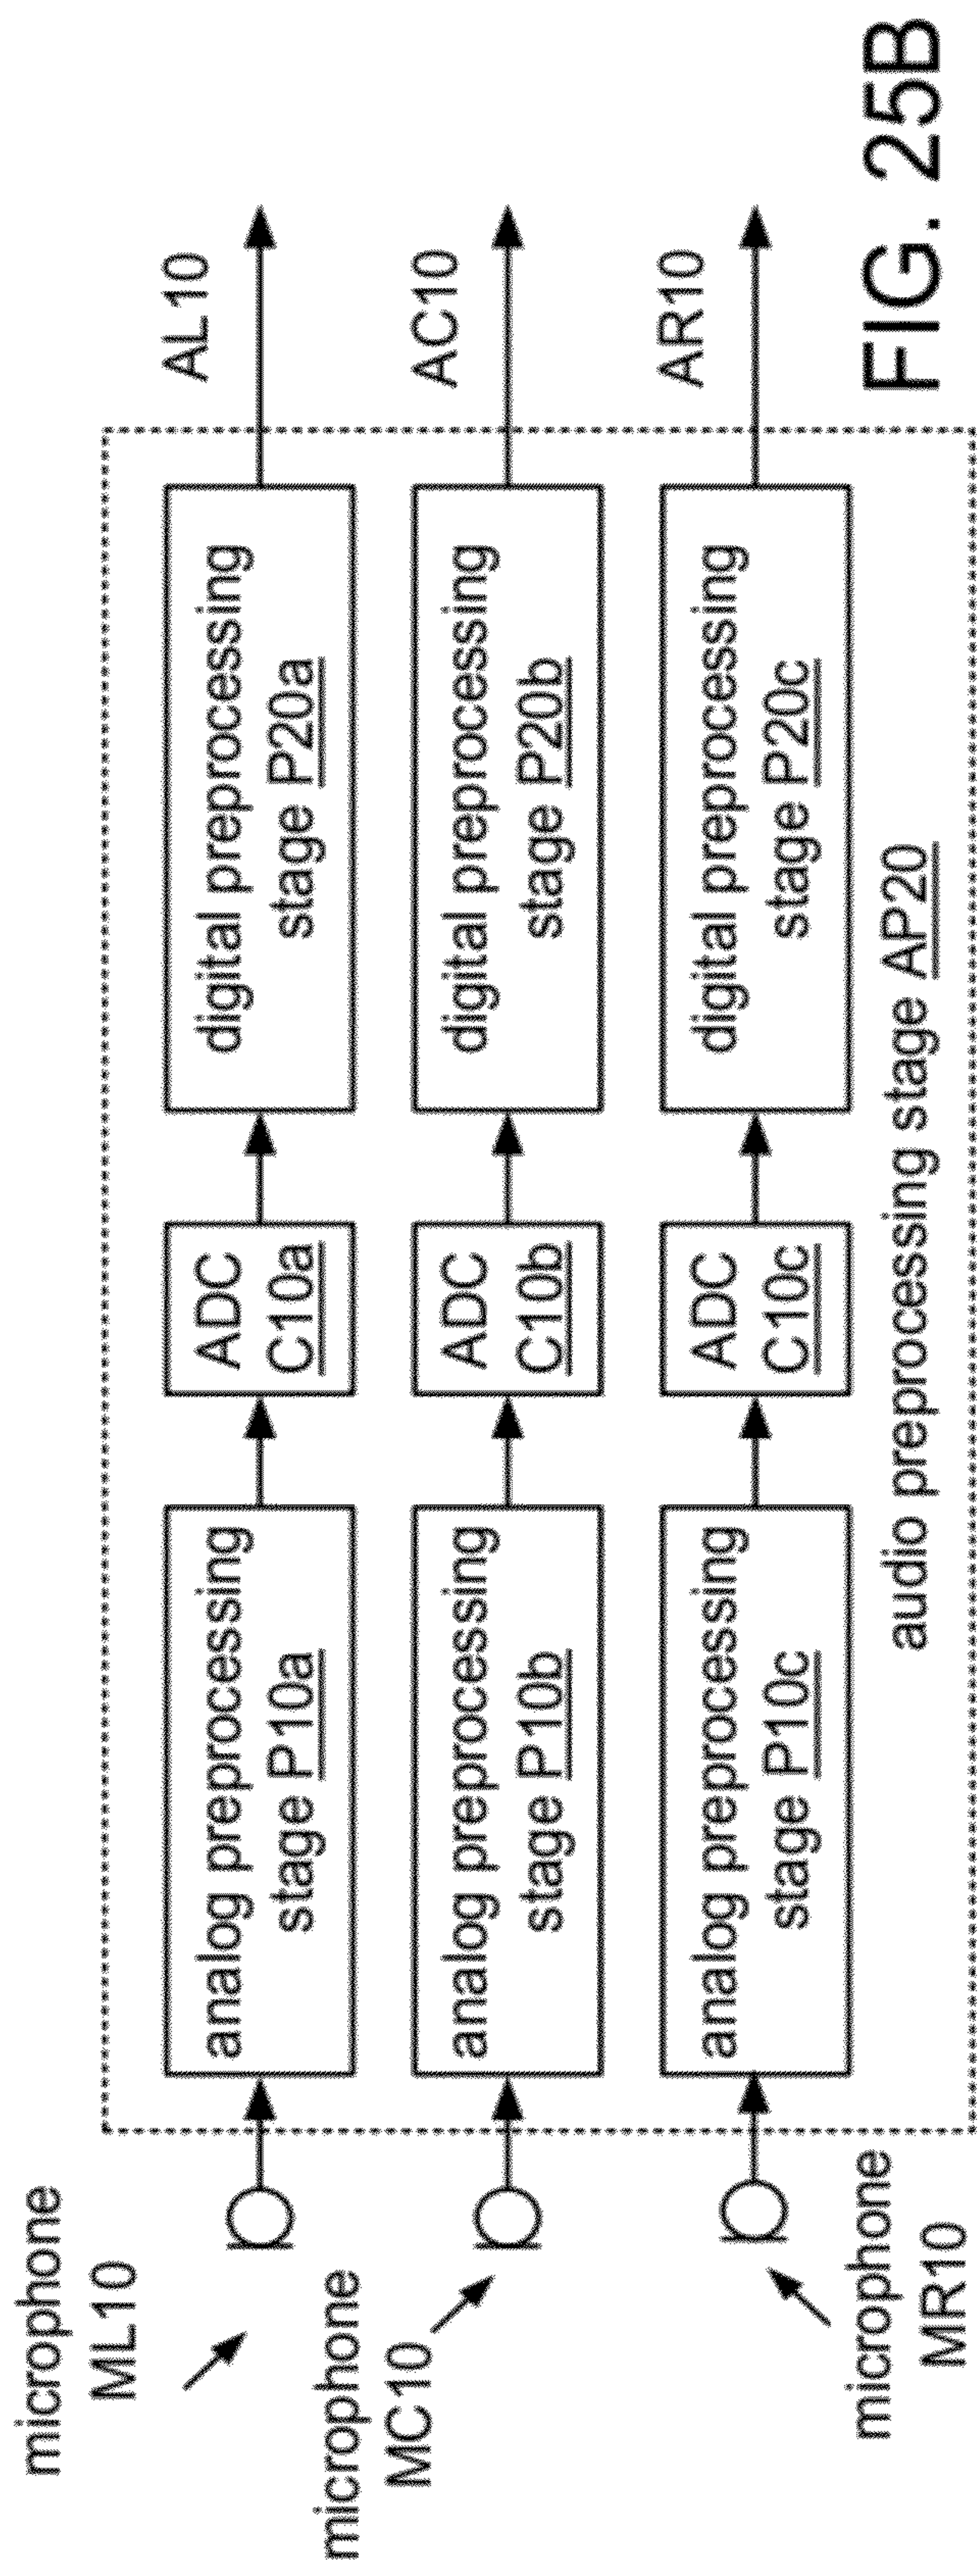 microphone
ML10
analog preprocessing
stage P10a
ADC
C10a
digital preprocessing
stage P20a
AL10
microphone
MC10
analog preprocessing
stage P10b
ADC
C10b
digital preprocessing
stage P20b
AC10
microphone
MR10
analog preprocessing
stage P10c
ADC
C10c
digital preprocessing
stage P20c
AR10
audio preprocessing stage AP20
FIG. 25B